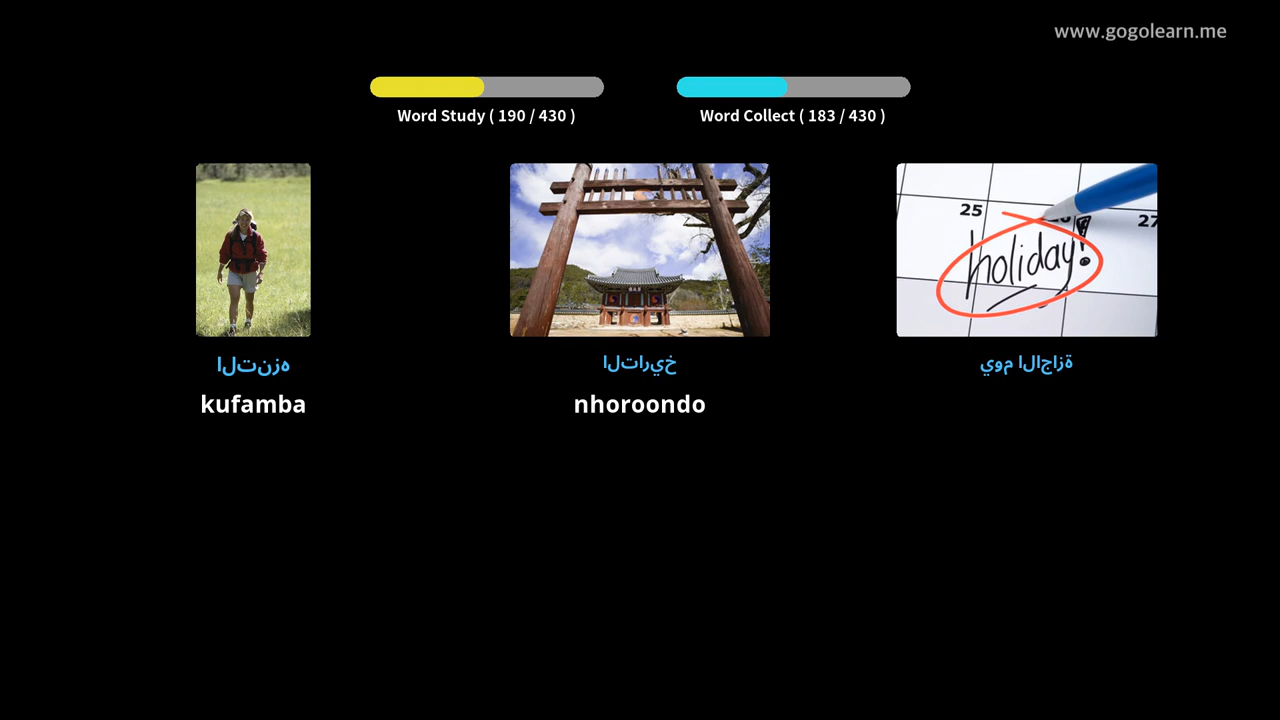 www.gogolearn.me
Word Study ( 190 / 430 )
Word Collect ( 183 / 430 )
25
27
holiday!
التنزه
التاريخ
يوم الاجازة
kufamba
nhoroondo